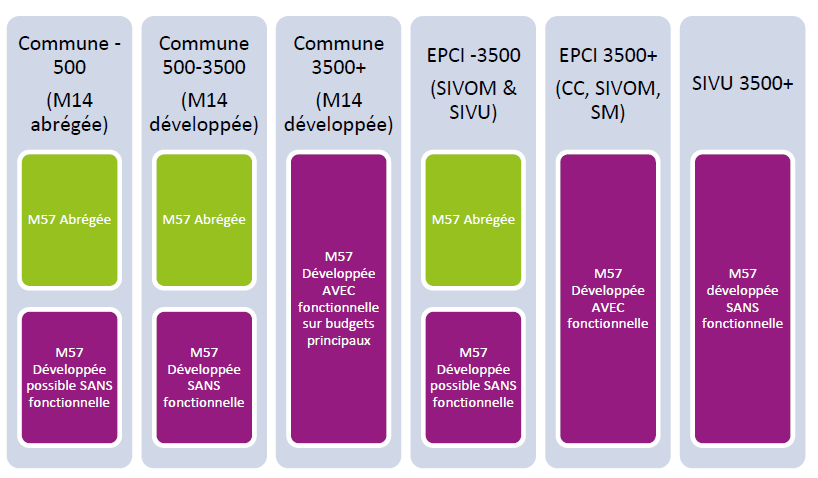 Commune -
500
(M14
abrégée)
M57 Abrégée
M57
Développée
possible SANS
fonctionnelle
Commune
500-3500
(M14
développée)
M57 Abrégée
M57
Développée
SANS
fonctionnelle
Commune
3500+
(M14
développée)
M57
Développée
AVEC
fonctionnelle
sur budgets
principaux
EPCI -3500
(SIVOM &
SIVU)
M57 Abrégée
M57
Développée
possible SANS
fonctionnelle
EPCI 3500+
(CC, SIVOM,
SM)
M57
Développée
AVEC
fonctionnelle
SIVU 3500+
M57
développée
SANS
fonctionnelle